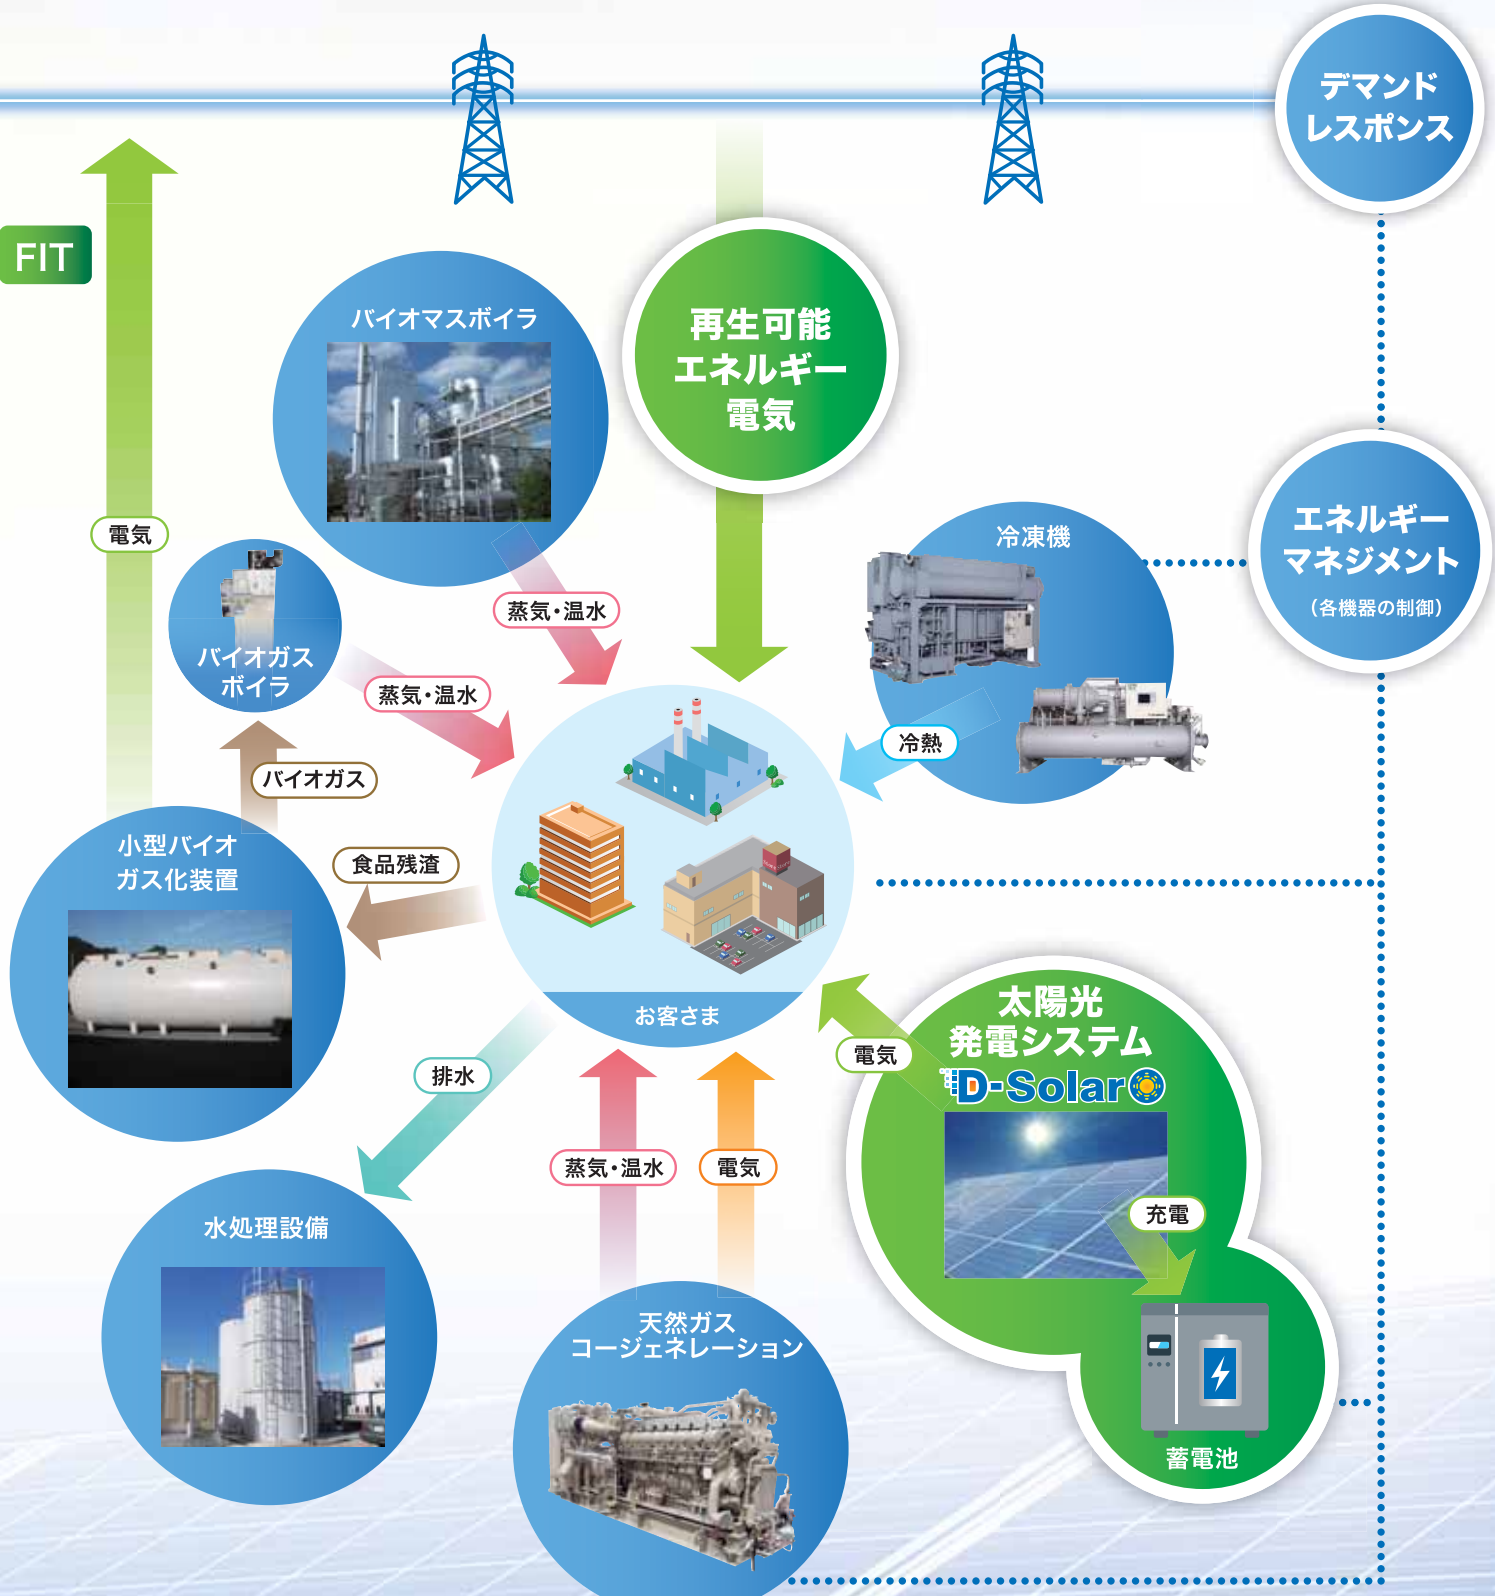 デマンド
レスポンス
FIT
バイオマスボイラ
再生可能
エネルギー
電気
電気
冷凍機
エネルギー
マネジメント
(各機器の制御)
蒸気・温水
バイオガス
ボイラ
蒸気・温水
冷熱
バイオガス
小型バイオ
ガス化装置
食品残渣
お客さま
太陽光
発電システム
D-Solar
電気
排水
蒸気・温水
電気
充電
水処理設備
天然ガス
コージェネレーション
蓄電池